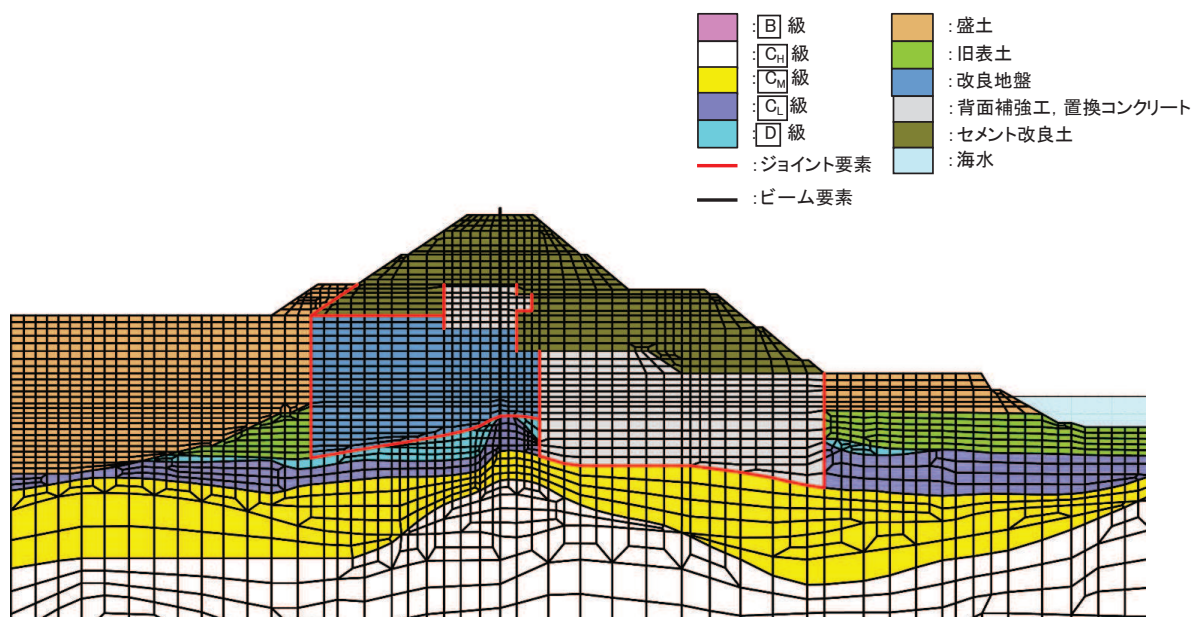 :B 級
:CH級
:CM級
:CL級
:D 級
:ジョイント要素
:ビーム要素
:盛土
:旧表土
:改良地盤
:背面補強工，置換コンクリート
:セメント改良土
:海水